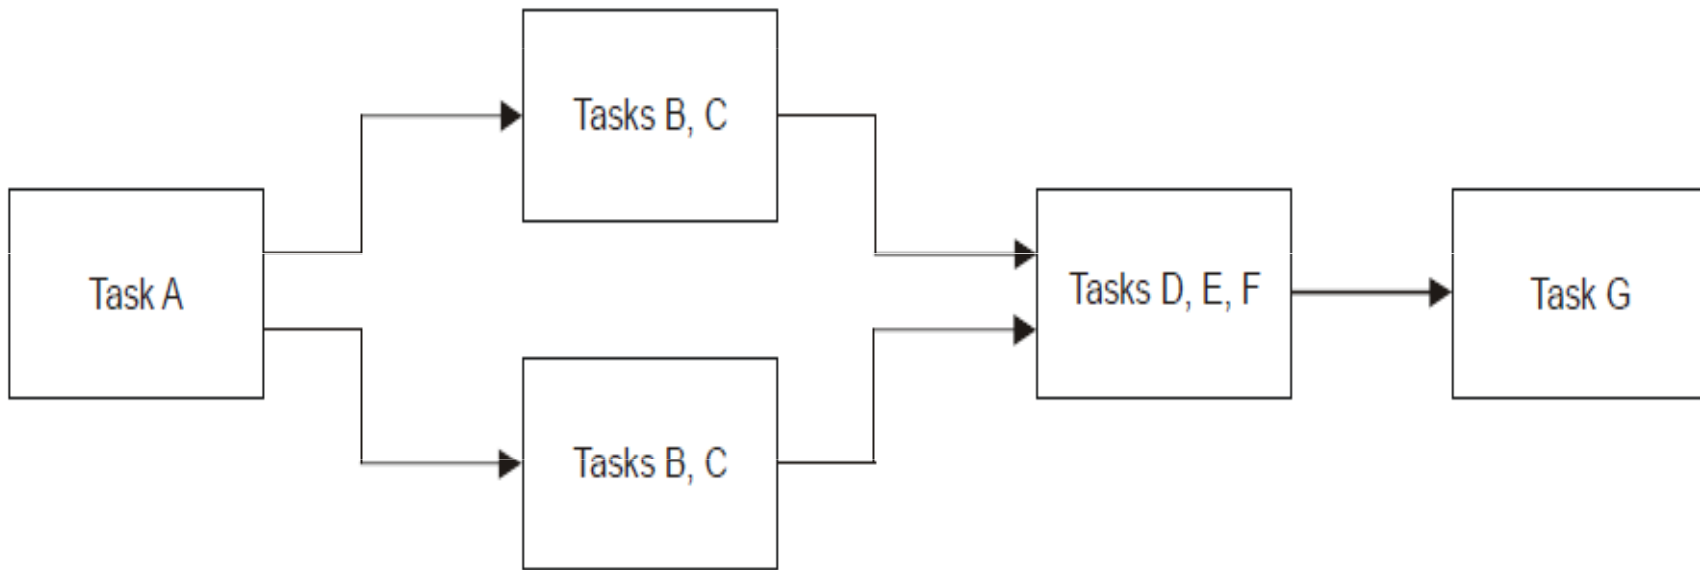 Tasks B, C
Task A
Tasks D, E, F
Task G
Tasks B, C